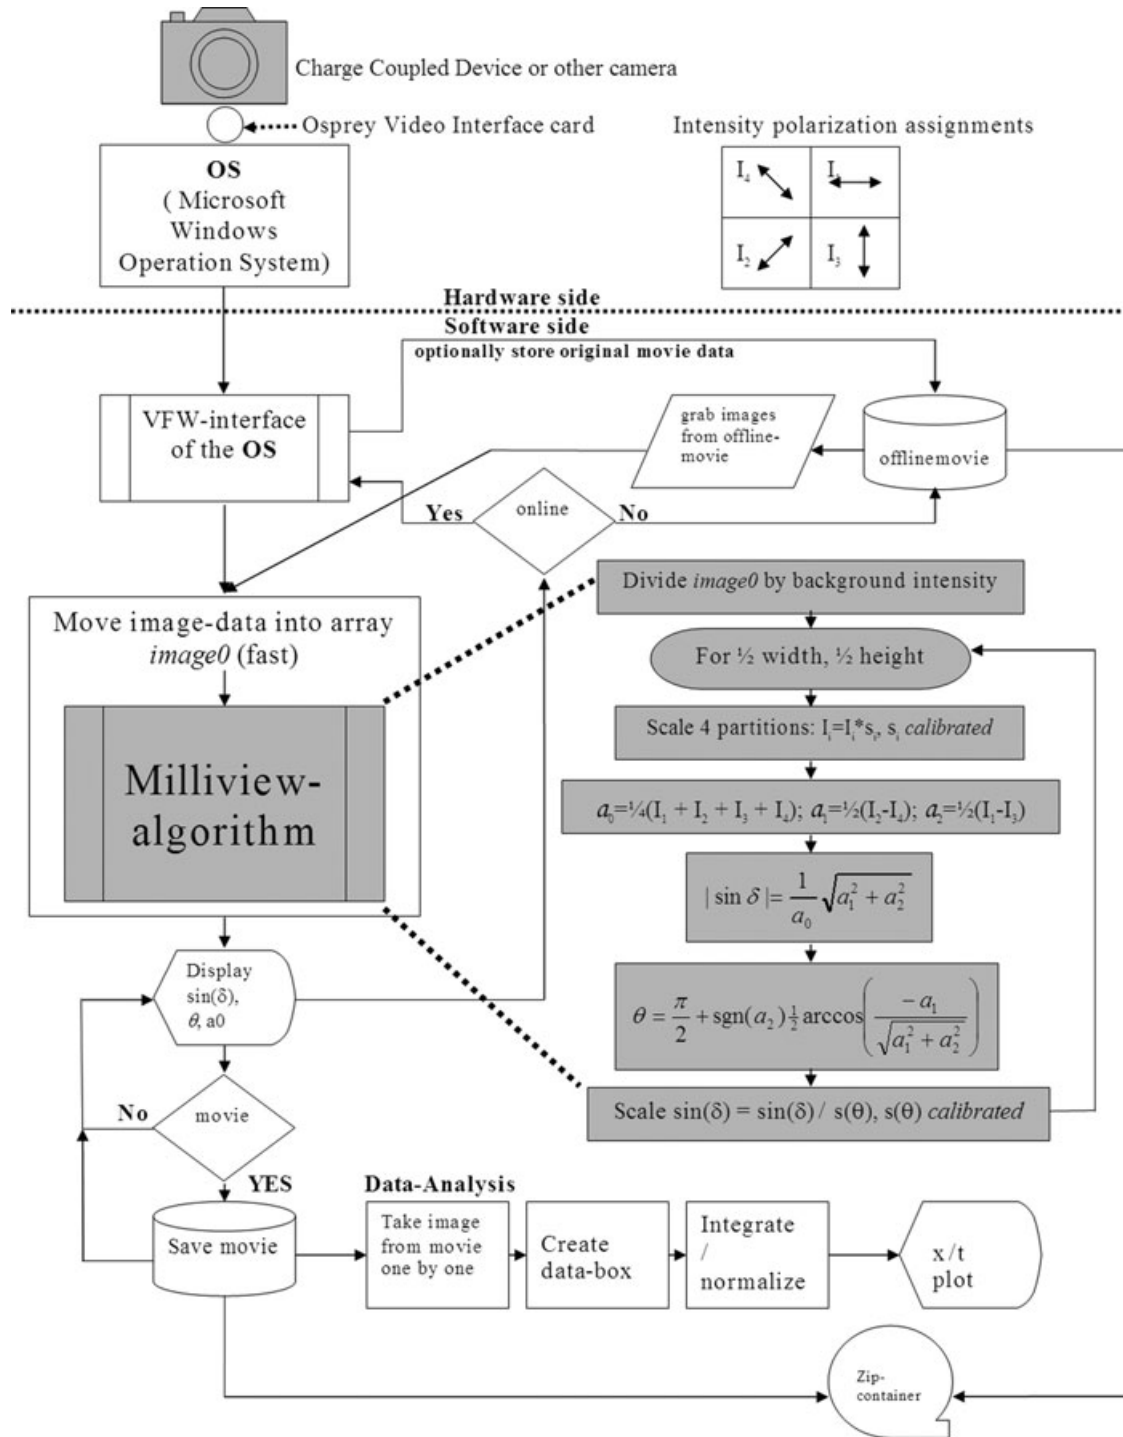 Charge Coupled Device or other camera
Osprey Video Interface card
Intensity polarization assignments
OS
( Microsoft
Windows
Operation System)
I₄
I₂
I₃
Hardware side
Software side
optionally store original movie data
VFW-interface
of the OS
grab images
from offline-
movie
offlinemovie
online
Yes
No
Move image-data into array
image0 (fast)
Milliview-
algorithm
Divide image0 by background intensity
For ½ width, ½ height
Scale 4 partitions: Iᵢ=Iᵢ*sᵢ, sᵢ calibrated
a₀=¼(I₁ + I₂ + I₃ + I₄); a₁=½(I₂-I₄); a₂=½(I₁-I₃)
| sin δ |= 1/a₀ √(a₁² + a₂²)
θ = π/2 + sgn(a₂) ½ arccos( −a₁ / √(a₁² + a₂²) )
Scale sin(δ) = sin(δ) / s(θ), s(θ) calibrated
Display
sin(δ),
θ, a0
No
movie
YES
Save movie
Data-Analysis
Take image
from movie
one by one
Create
data-box
Integrate
/
normalize
x/t
plot
Zip-
container